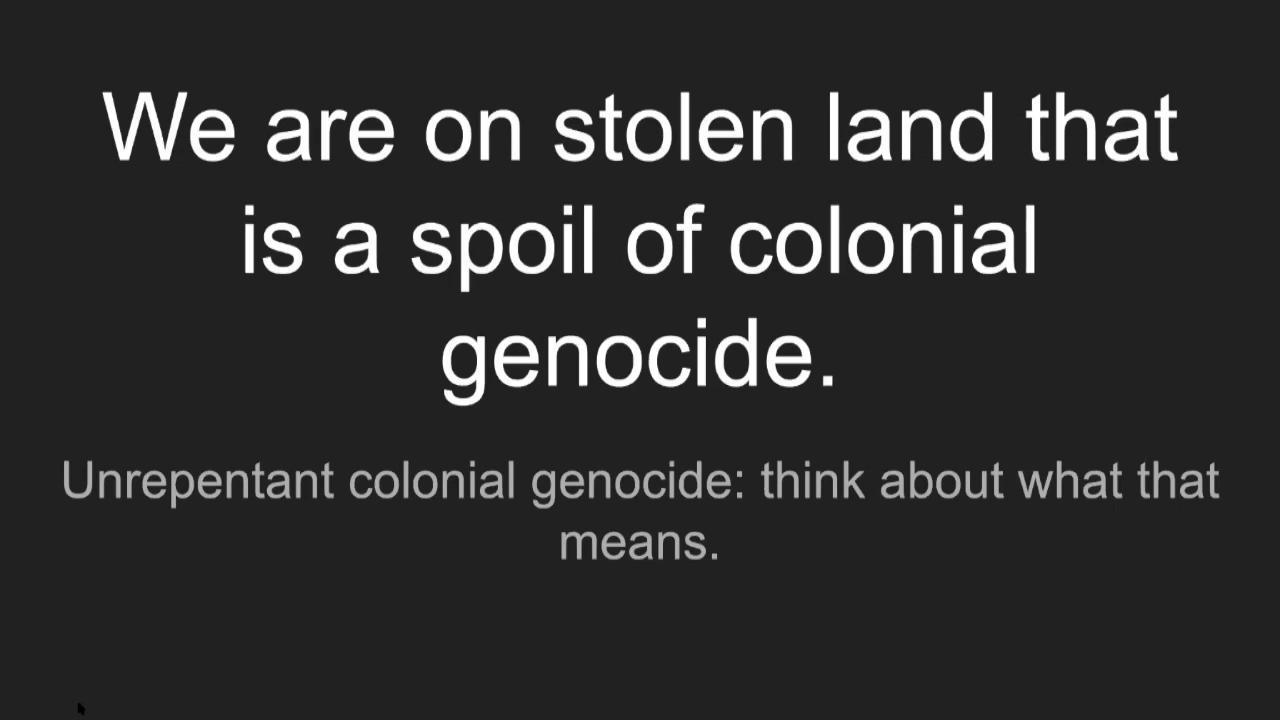 We are on stolen land that
is a spoil of colonial
genocide.
Unrepentant colonial genocide: think about what that
means.